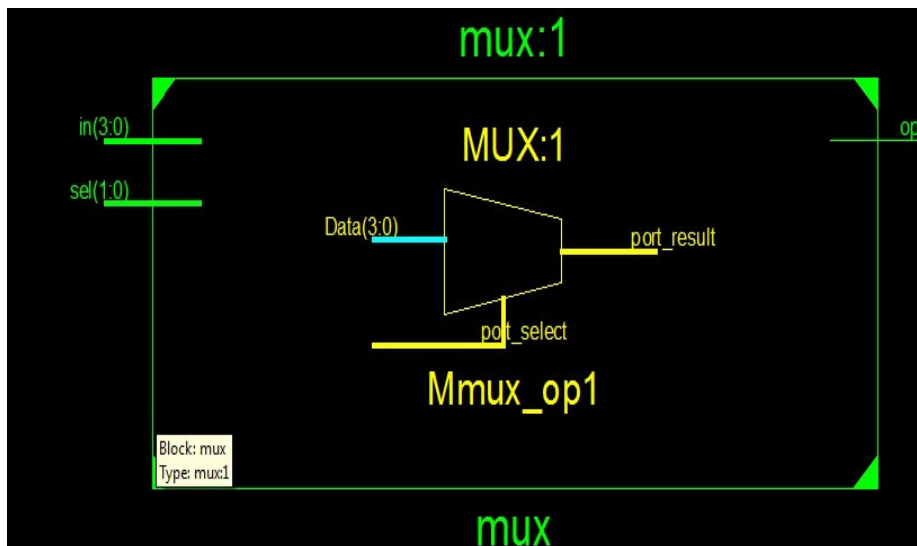 mux:1
in(3:0)
op
MUX:1
sel(1:0)
Data(3:0)
port_result
port_select
Mmux_op1
Block: mux
Type: mux:1
mux